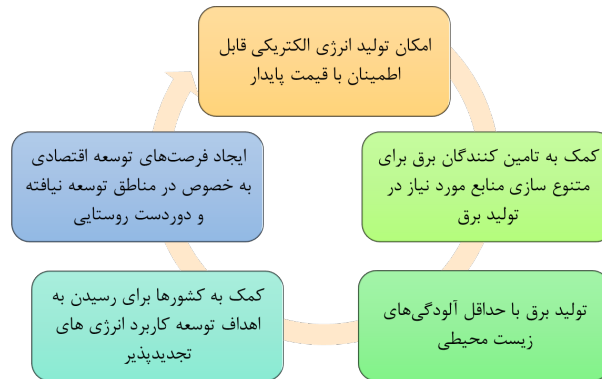 امکان تولید انرژی الکتریکی قابل
اطمینان با قیمت پایدار
کمک به تامین کنندگان برق برای
متنوع سازی منابع مورد نیاز در
تولید برق
تولید برق با حداقل آلودگی‌های
زیست محیطی
کمک به کشورها برای رسیدن به
اهداف توسعه کاربرد انرژی های
تجدیدپذیر
ایجاد فرصت‌های توسعه اقتصادی
به خصوص در مناطق توسعه نیافته
و دوردست روستایی